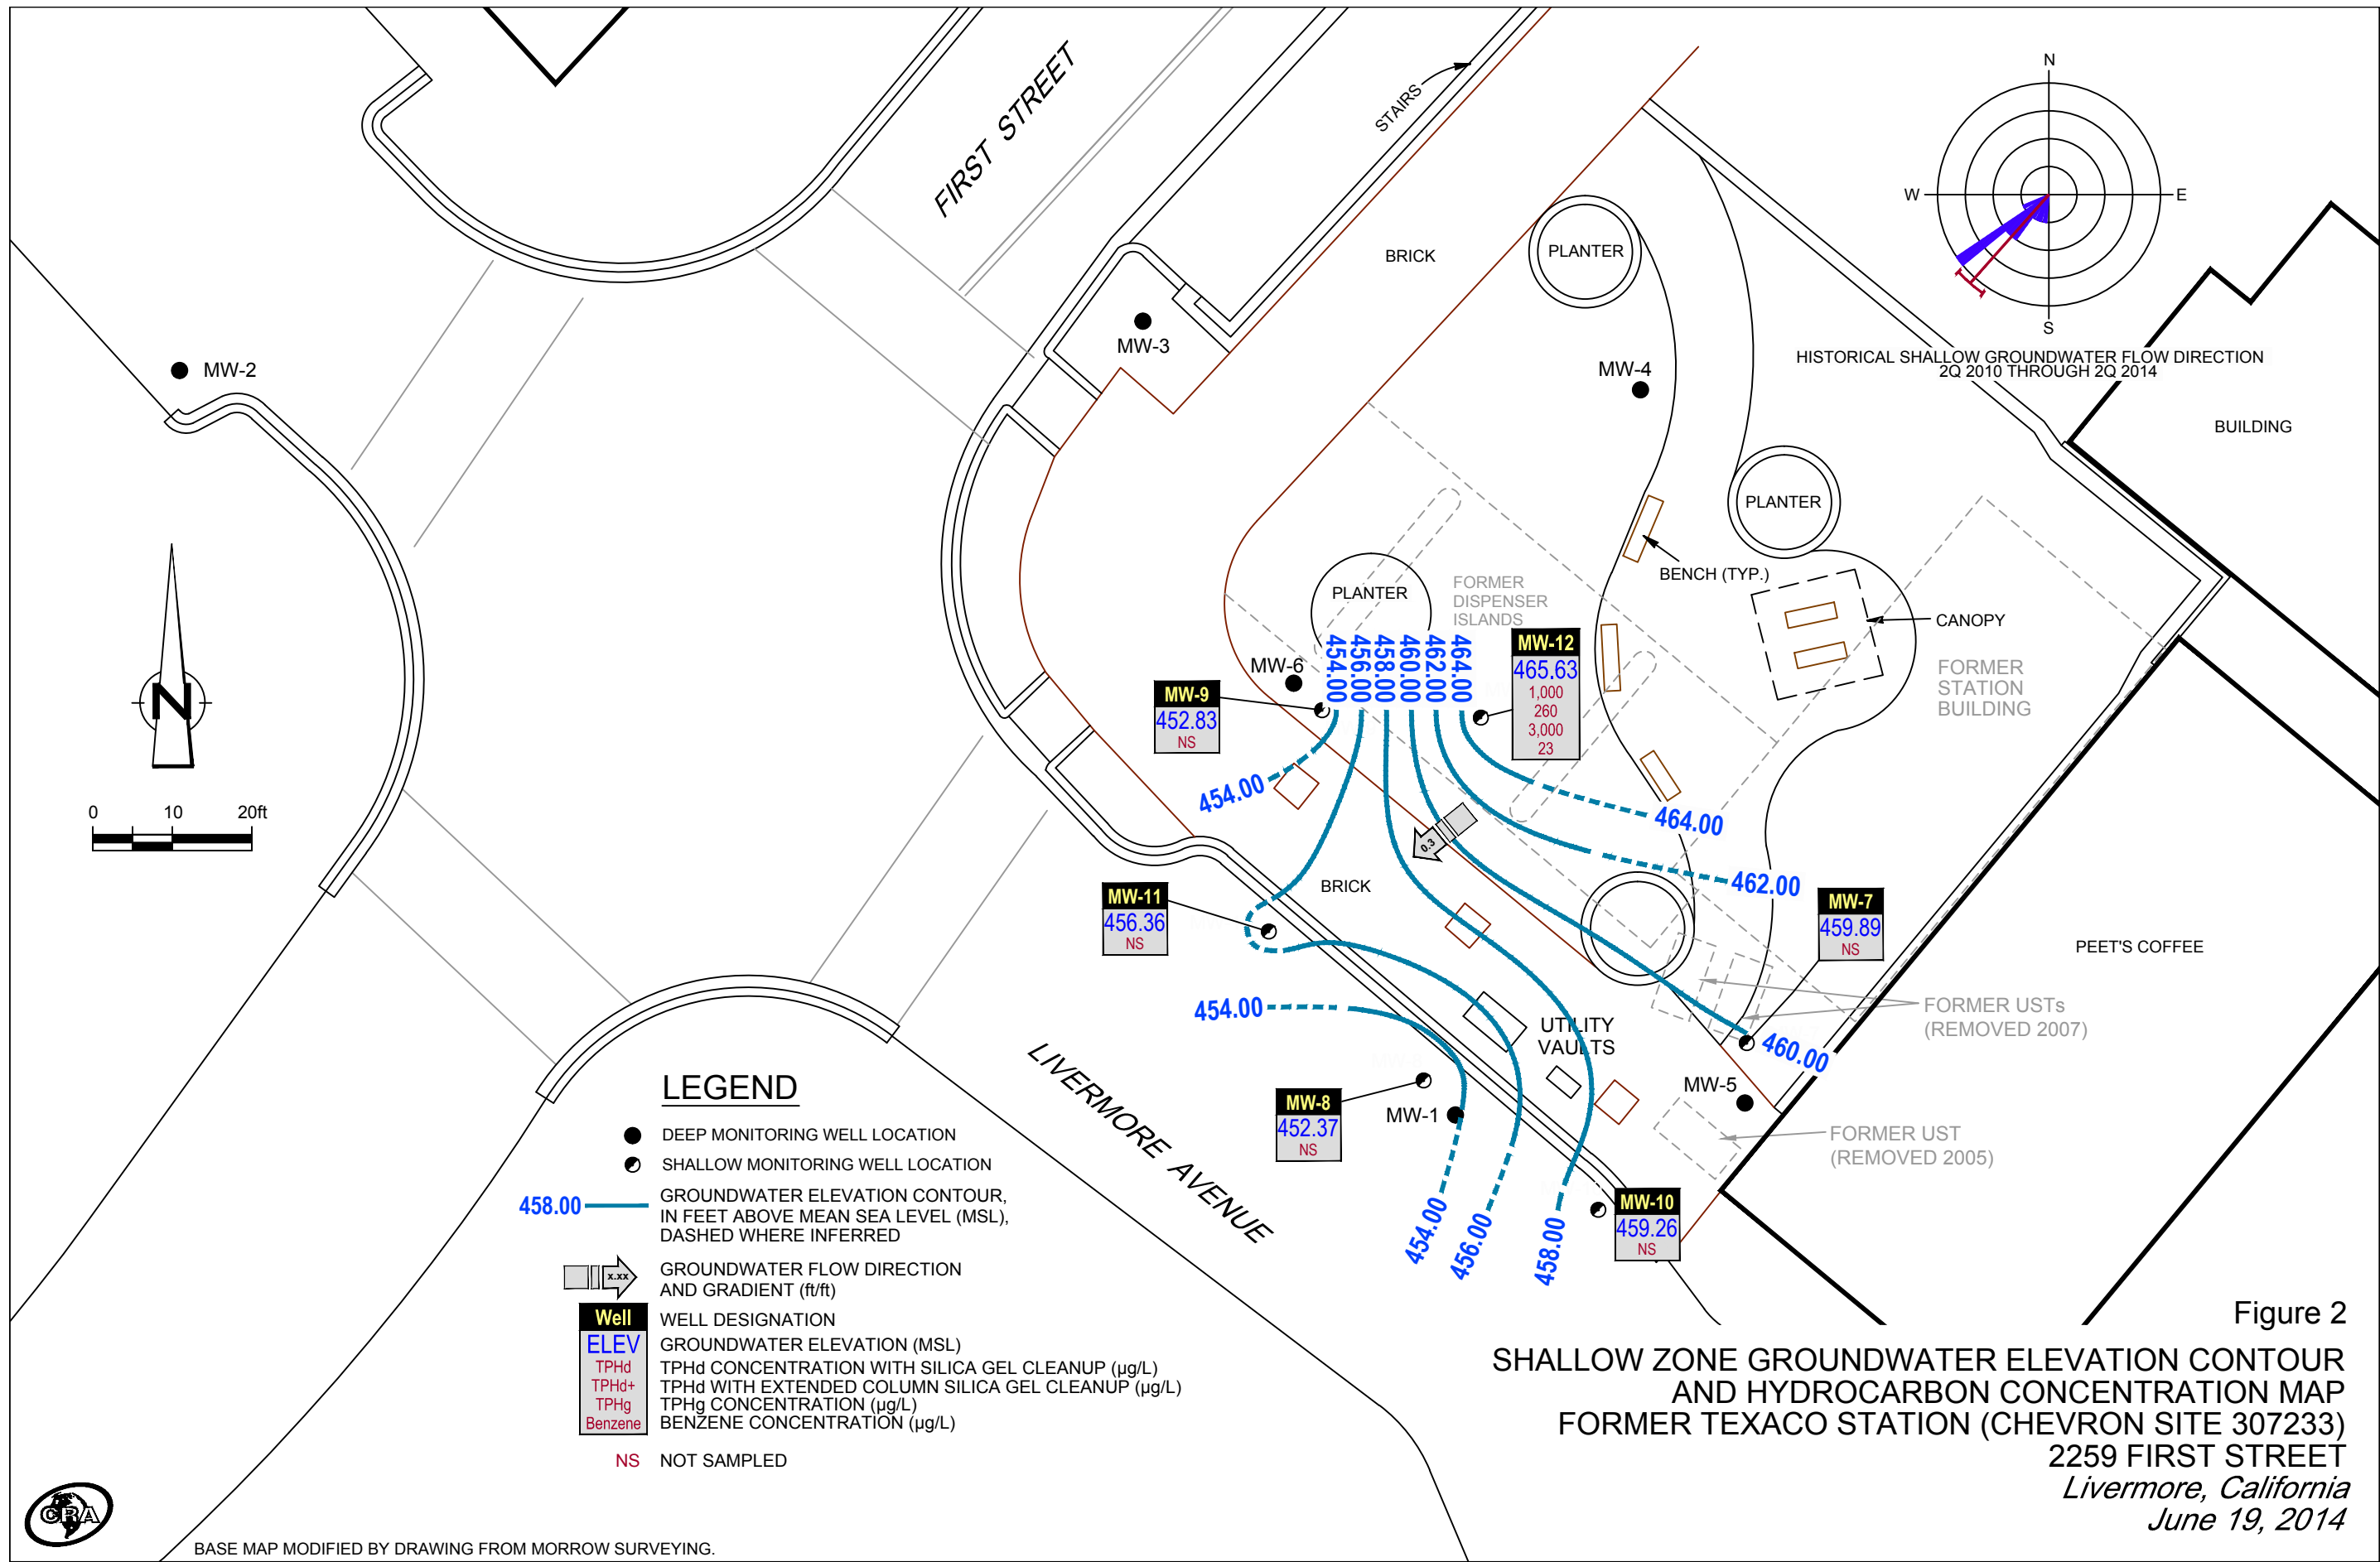 FIRST STREET
STAIRS
BRICK
PLANTER
N
W
E
S
HISTORICAL SHALLOW GROUNDWATER FLOW DIRECTION
2Q 2010 THROUGH 2Q 2014
MW-3
MW-2
MW-4
BUILDING
PLANTER
BENCH (TYP.)
PLANTER
FORMER
DISPENSER
ISLANDS
CANOPY
FORMER
STATION
BUILDING
MW-6
454.00
456.00
458.00
460.00
462.00
464.00
MW-12
465.63
1,000
260
3,000
23
MW-9
452.83
NS
N
0 10 20ft
454.00
464.00
0.3
462.00
BRICK
MW-11
456.36
NS
MW-7
459.89
NS
PEET'S COFFEE
454.00
FORMER USTs
(REMOVED 2007)
UTILITY
VAULTS
460.00
MW-5
MW-8
452.37
NS
MW-1
FORMER UST
(REMOVED 2005)
LIVERMORE AVENUE
MW-10
459.26
NS
454.00
456.00
458.00
LEGEND
DEEP MONITORING WELL LOCATION
SHALLOW MONITORING WELL LOCATION
458.00
GROUNDWATER ELEVATION CONTOUR,
IN FEET ABOVE MEAN SEA LEVEL (MSL),
DASHED WHERE INFERRED
x.xx
GROUNDWATER FLOW DIRECTION
AND GRADIENT (ft/ft)
Well WELL DESIGNATION
ELEV GROUNDWATER ELEVATION (MSL)
TPHd TPHd CONCENTRATION WITH SILICA GEL CLEANUP (µg/L)
TPHd+ TPHd WITH EXTENDED COLUMN SILICA GEL CLEANUP (µg/L)
TPHg TPHg CONCENTRATION (µg/L)
Benzene BENZENE CONCENTRATION (µg/L)
NS NOT SAMPLED
Figure 2
SHALLOW ZONE GROUNDWATER ELEVATION CONTOUR
AND HYDROCARBON CONCENTRATION MAP
FORMER TEXACO STATION (CHEVRON SITE 307233)
2259 FIRST STREET
Livermore, California
June 19, 2014
CRA
BASE MAP MODIFIED BY DRAWING FROM MORROW SURVEYING.